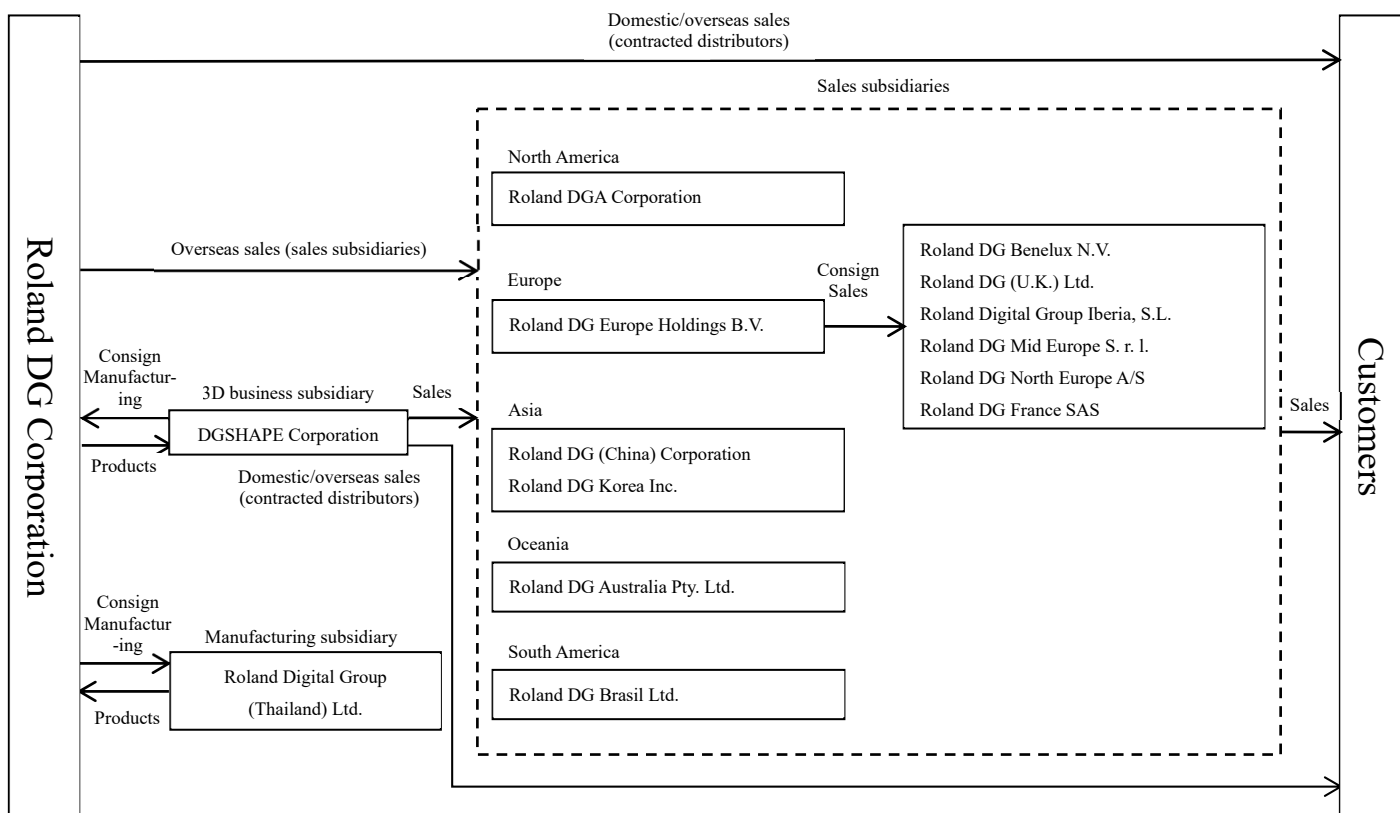 Domestic/overseas sales
(contracted distributors)
Sales subsidiaries
Roland DG Corporation
Customers
North America
Roland DGA Corporation
Overseas sales (sales subsidiaries)
Europe
Roland DG Europe Holdings B.V.
Consign
Sales
Roland DG Benelux N.V.
Roland DG (U.K.) Ltd.
Roland Digital Group Iberia, S.L.
Roland DG Mid Europe S. r. l.
Roland DG North Europe A/S
Roland DG France SAS
Sales
Consign
Manufactur-
ing
3D business subsidiary
DGSHAPE Corporation
Products
Sales
Domestic/overseas sales
(contracted distributors)
Asia
Roland DG (China) Corporation
Roland DG Korea Inc.
Oceania
Roland DG Australia Pty. Ltd.
Consign
Manufactur
-ing
Manufacturing subsidiary
Roland Digital Group
(Thailand) Ltd.
Products
South America
Roland DG Brasil Ltd.